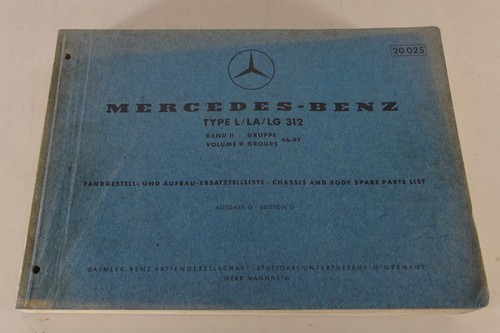 20 025
MERCEDES-BENZ
TYPE L/LA/LG 312
BAND II GRUPPE
VOLUME II GROUPS 46-97
FAHRGESTELL- UND AUFBAU-ERSATZTEILLISTE · CHASSIS AND BODY SPARE PARTS LIST
AUSGABE D · EDITION D
DAIMLER-BENZ AKTIENGESELLSCHAFT · STUTTGART-UNTERTUERKHEIM · GERMANY
WERK MANNHEIM